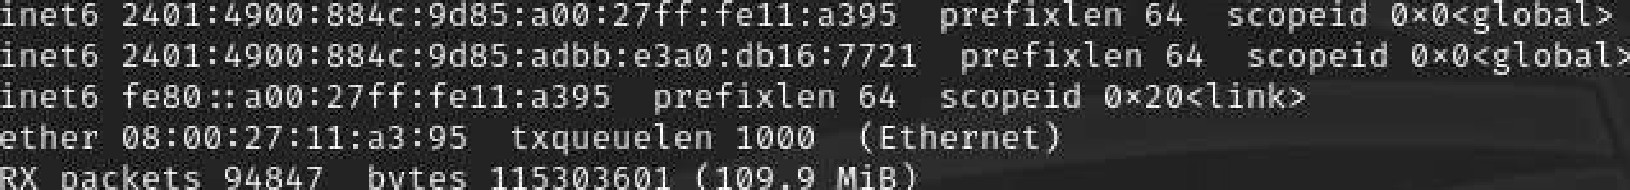 inet6 2401:4900:884c:9d85:a00:27ff:fe11:a395  prefixlen 64  scopeid 0×0<global>
inet6 2401:4900:884c:9d85:adbb:e3a0:db16:7721  prefixlen 64  scopeid 0×0<global>
inet6 fe80::a00:27ff:fe11:a395  prefixlen 64  scopeid 0×20<link>
ether 08:00:27:11:a3:95  txqueuelen 1000  (Ethernet)
RX packets 94847  bytes 115303601 (109.9 MiB)